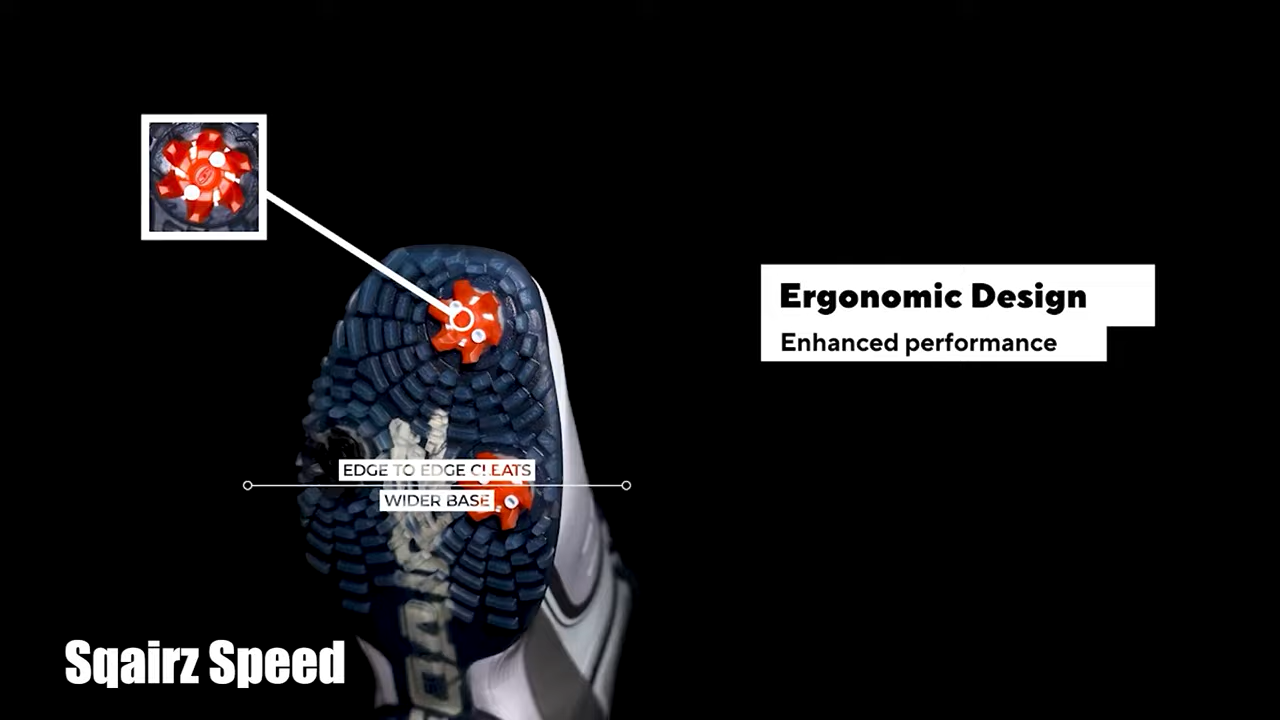 Ergonomic Design
Enhanced performance
EDGE TO EDGE CLEATS
WIDER BASE
Sqairz Speed